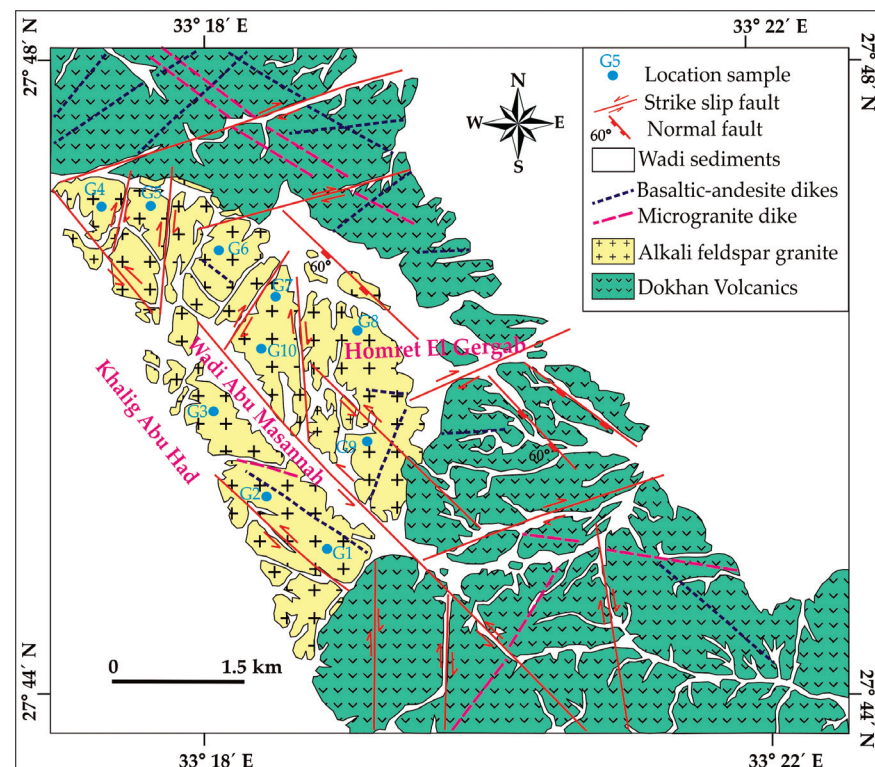 33° 18´ E
33° 22´ E
27° 48´ N
27° 48´ N
N
W
E
S
G5
Location sample
Strike slip fault
60°
Normal fault
Wadi sediments
Basaltic-andesite dikes
Microgranite dike
Alkali feldspar granite
Dokhan Volcanics
G4
G5
G6
60°
G7
G8
G10
Homret El Gergab
Wadi Abu Masannah
Khalig Abu Had
G3
G9
60°
G2
G1
0
1.5 km
27° 44´ N
27° 44´ N
33° 18´ E
33° 22´ E